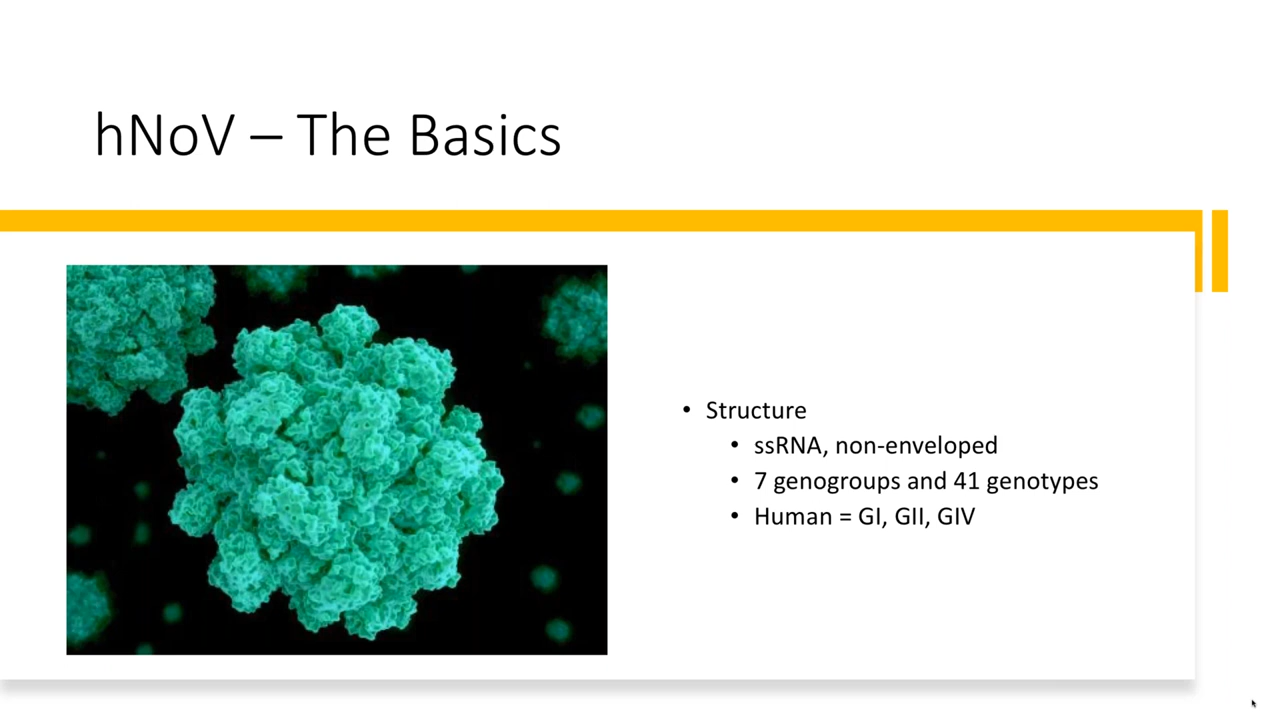 hNoV – The Basics
• Structure
• ssRNA, non-enveloped
• 7 genogroups and 41 genotypes
• Human = GI, GII, GIV